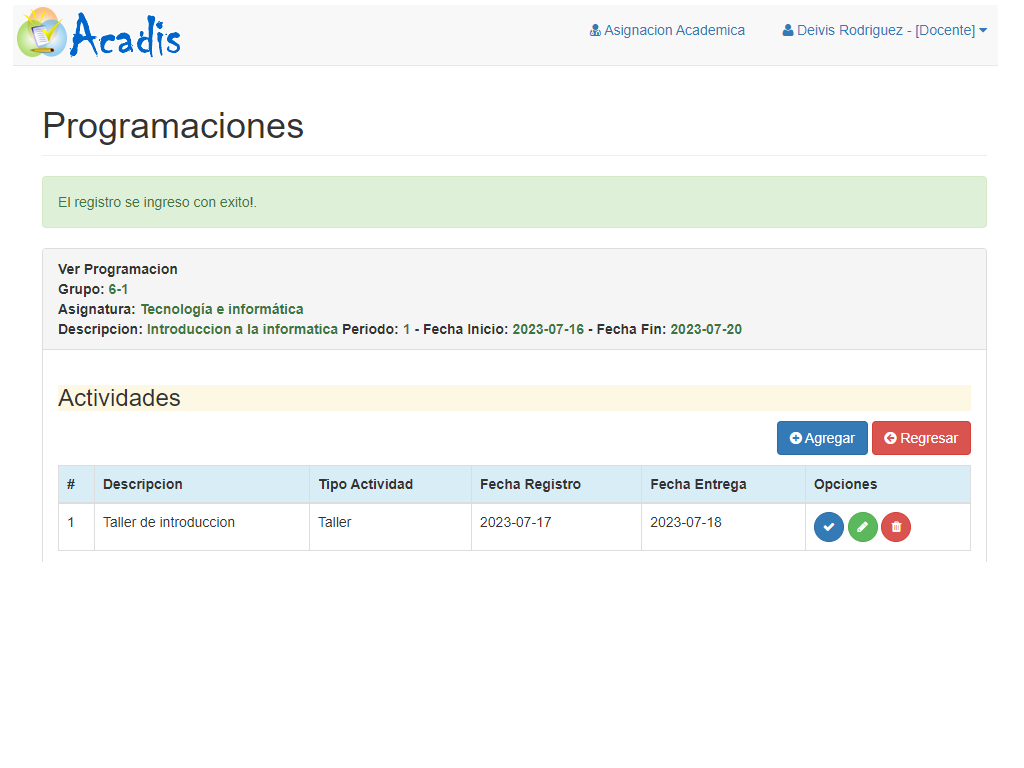 Acadis
Asignacion Academica
Deivis Rodriguez - [Docente]
Programaciones
El registro se ingreso con exito!.
Ver Programacion
Grupo: 6-1
Asignatura: Tecnología e informática
Descripcion: Introduccion a la informatica Periodo: 1 - Fecha Inicio: 2023-07-16 - Fecha Fin: 2023-07-20
Actividades
Agregar Regresar
# Descripcion Tipo Actividad Fecha Registro Fecha Entrega Opciones
1 Taller de introduccion Taller 2023-07-17 2023-07-18